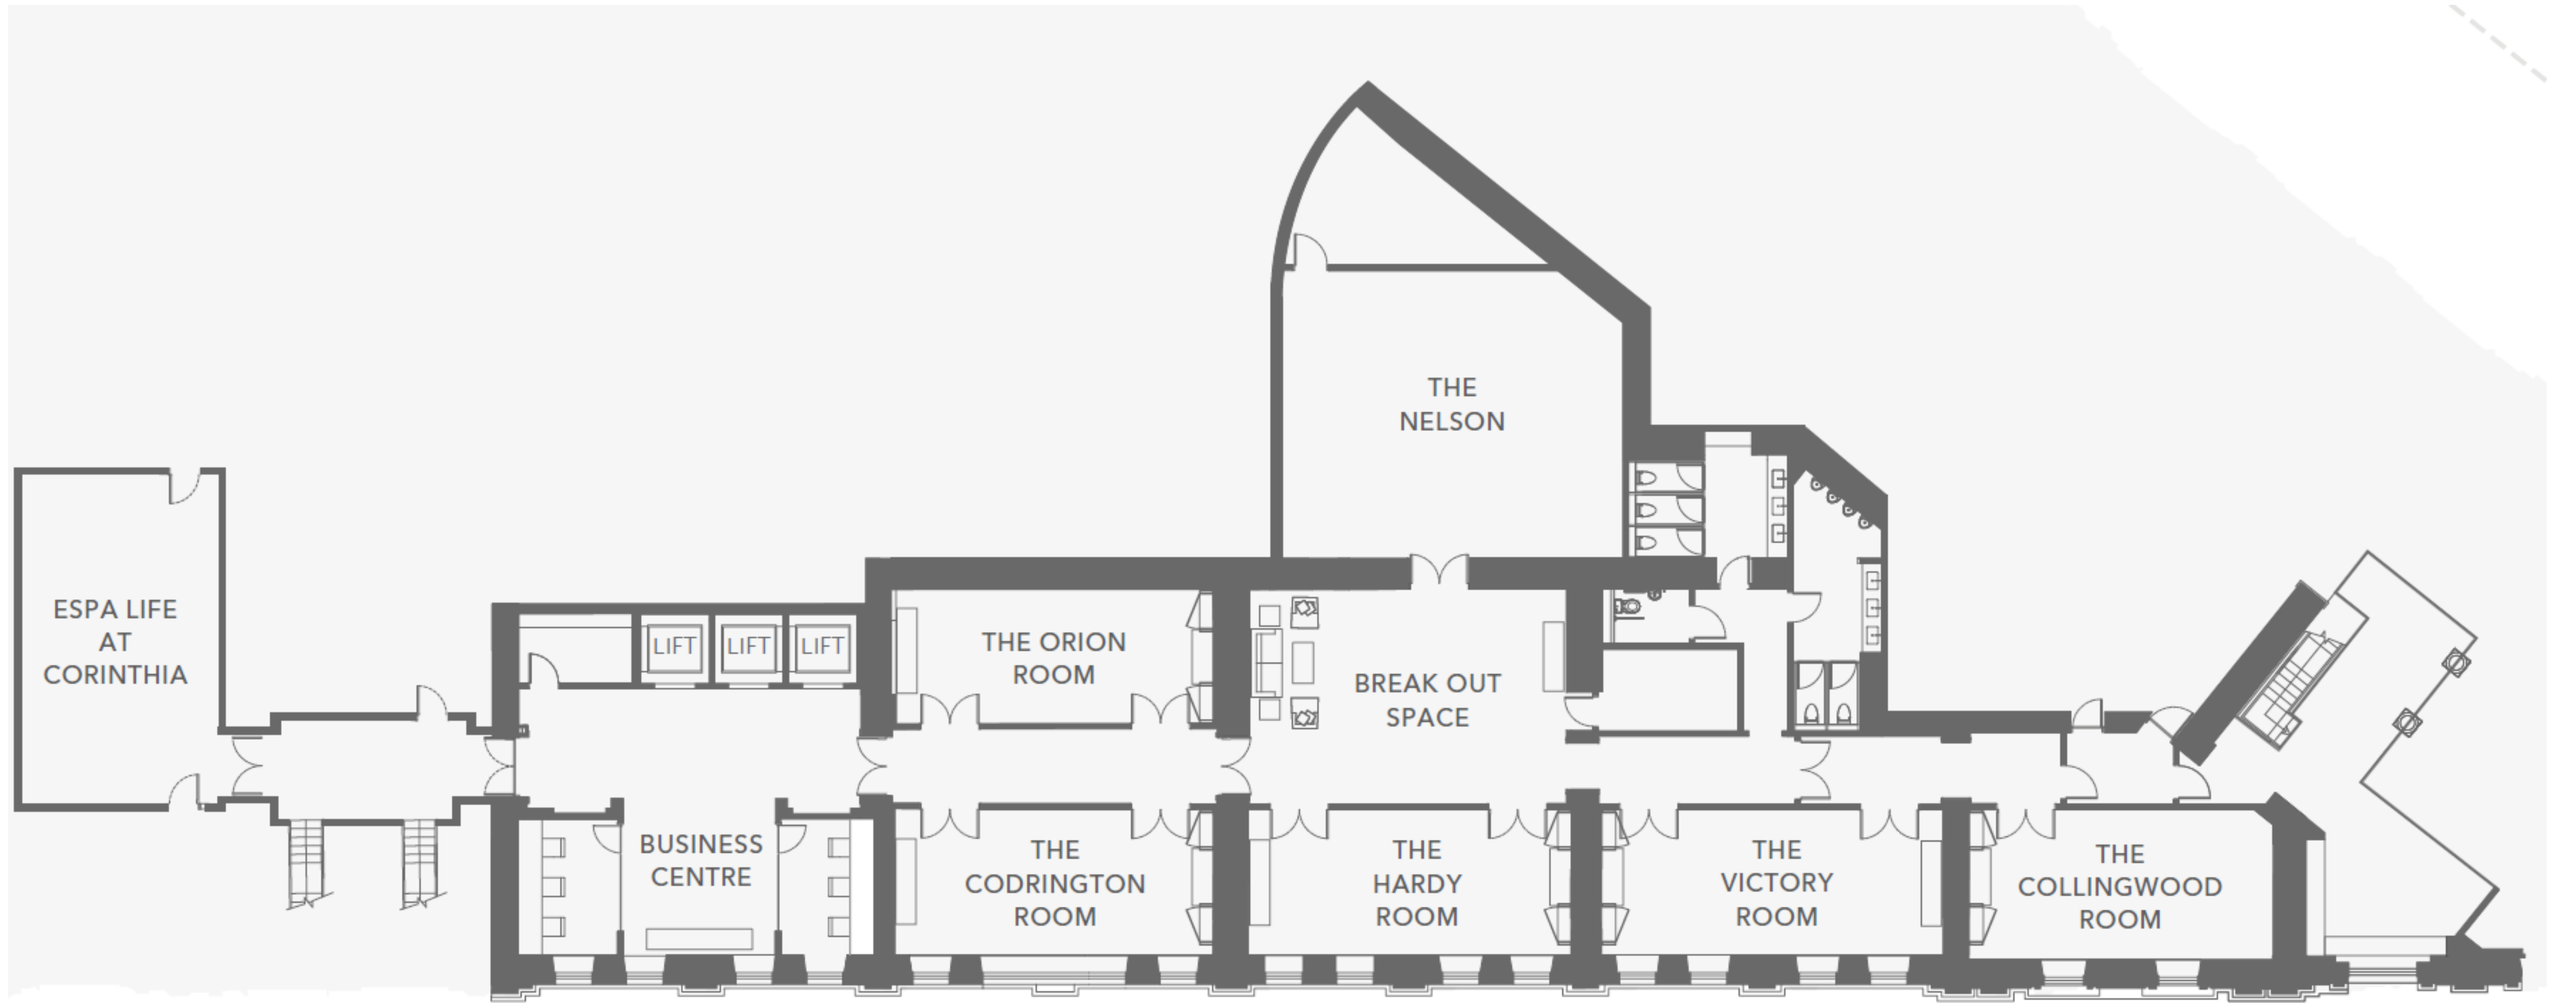 THE
NELSON
ESPA LIFE
AT
CORINTHIA
LIFT
LIFT
LIFT
THE ORION
ROOM
BREAK OUT
SPACE
BUSINESS
CENTRE
THE
CODRINGTON
ROOM
THE
HARDY
ROOM
THE
VICTORY
ROOM
THE
COLLINGWOOD
ROOM